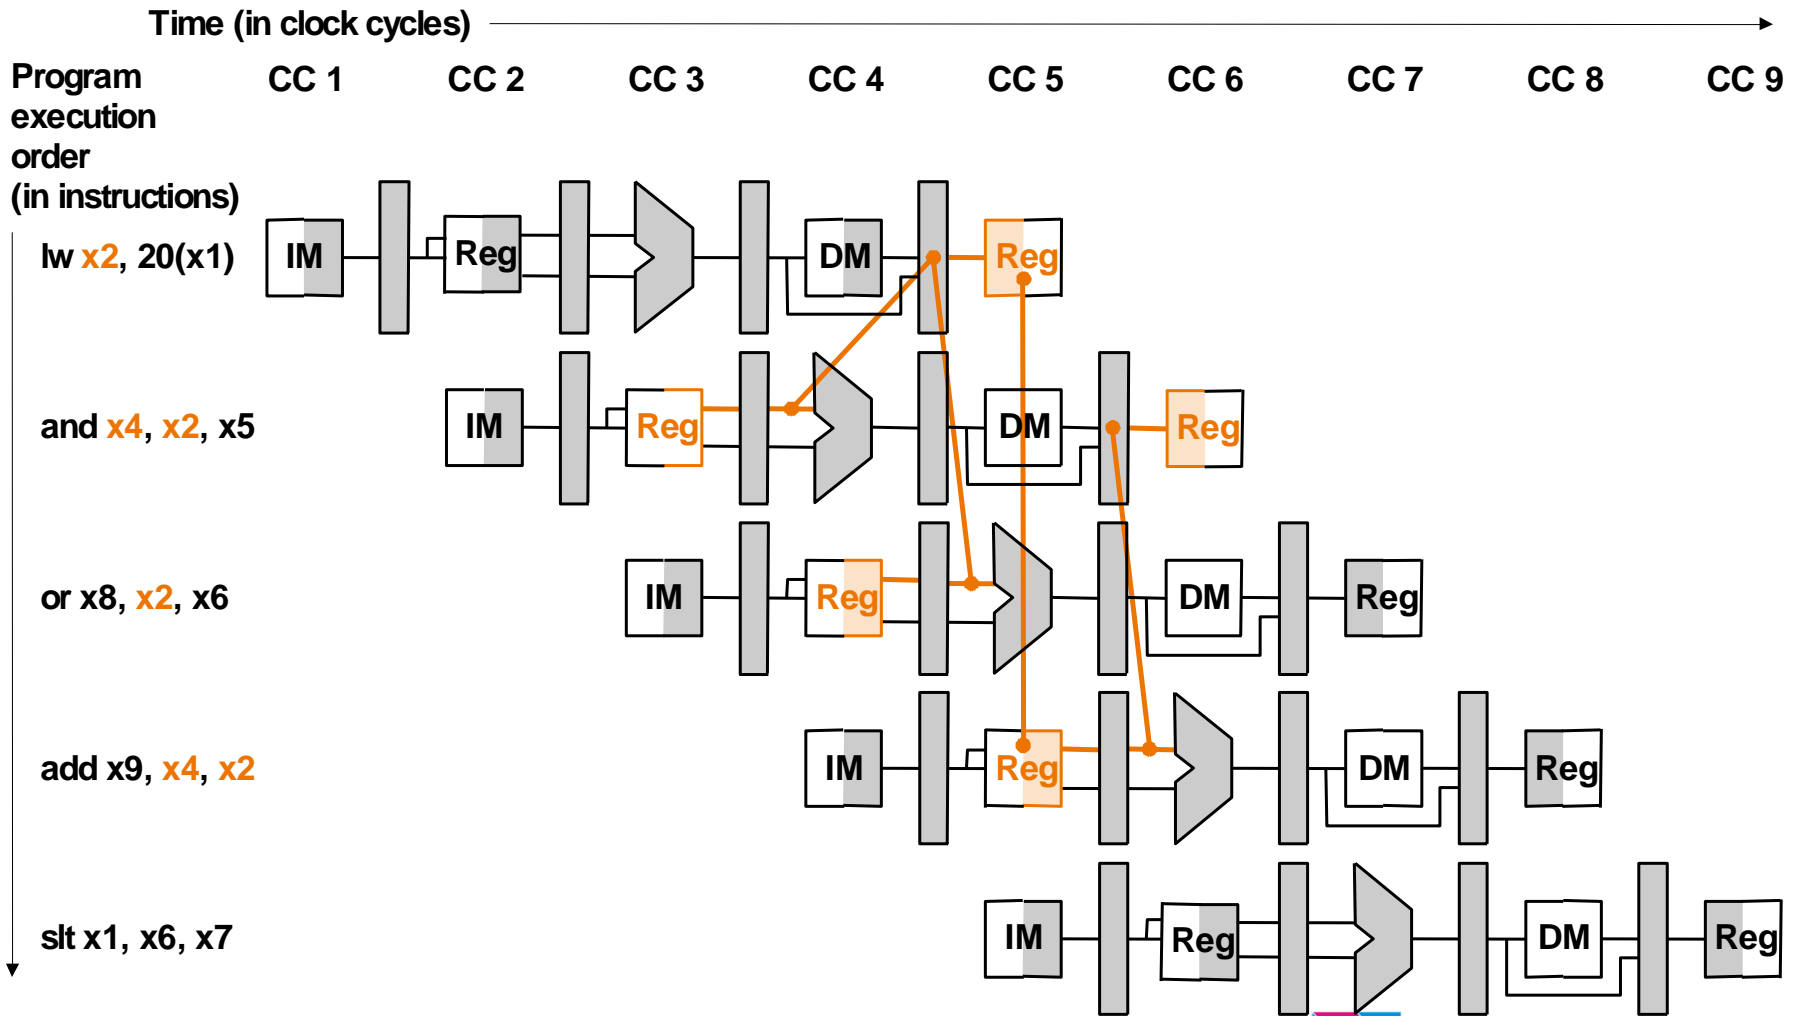 Time (in clock cycles)
Program
execution
order
(in instructions)
CC 1 CC 2 CC 3 CC 4 CC 5 CC 6 CC 7 CC 8 CC 9
lw x2, 20(x1) IM Reg DM Reg
and x4, x2, x5 IM Reg DM Reg
or x8, x2, x6 IM Reg DM Reg
add x9, x4, x2 IM Reg DM Reg
slt x1, x6, x7 IM Reg DM Reg